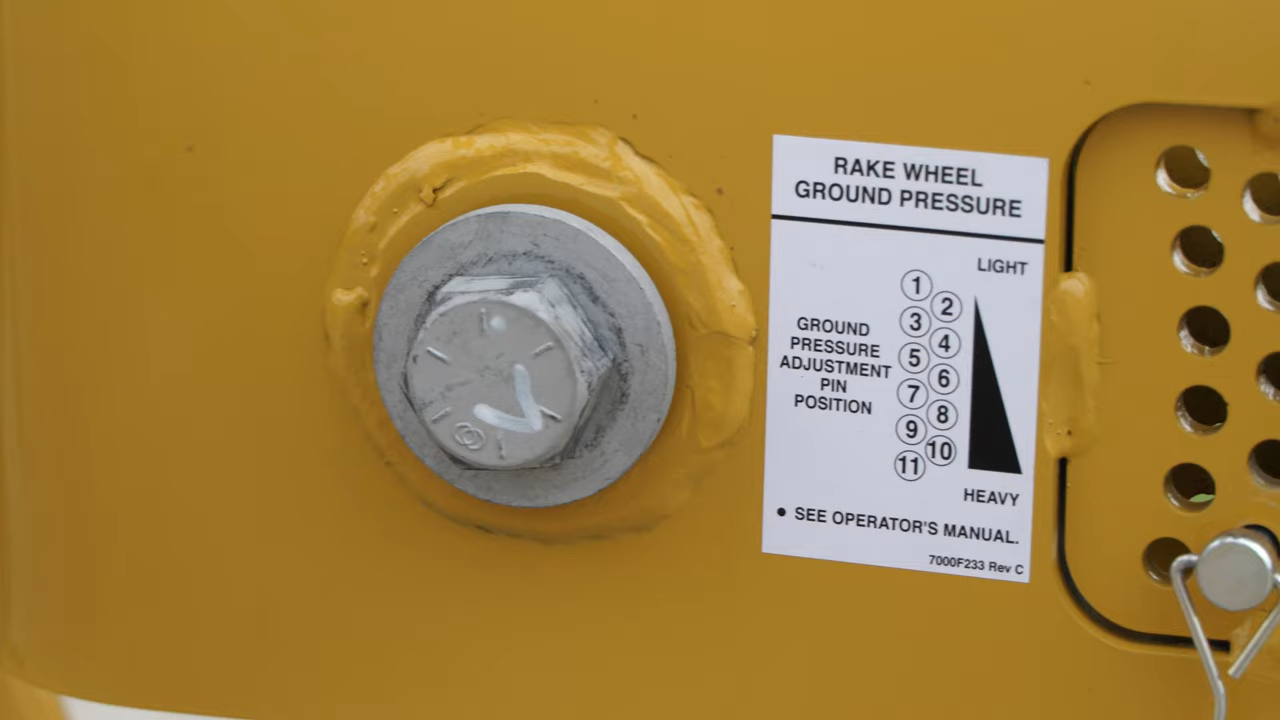 RAKE WHEEL
GROUND PRESSURE
LIGHT
GROUND
PRESSURE
ADJUSTMENT
PIN
POSITION
1
2
3
4
5
6
7
8
9
10
11
HEAVY
• SEE OPERATOR'S MANUAL.
7000F233 Rev C